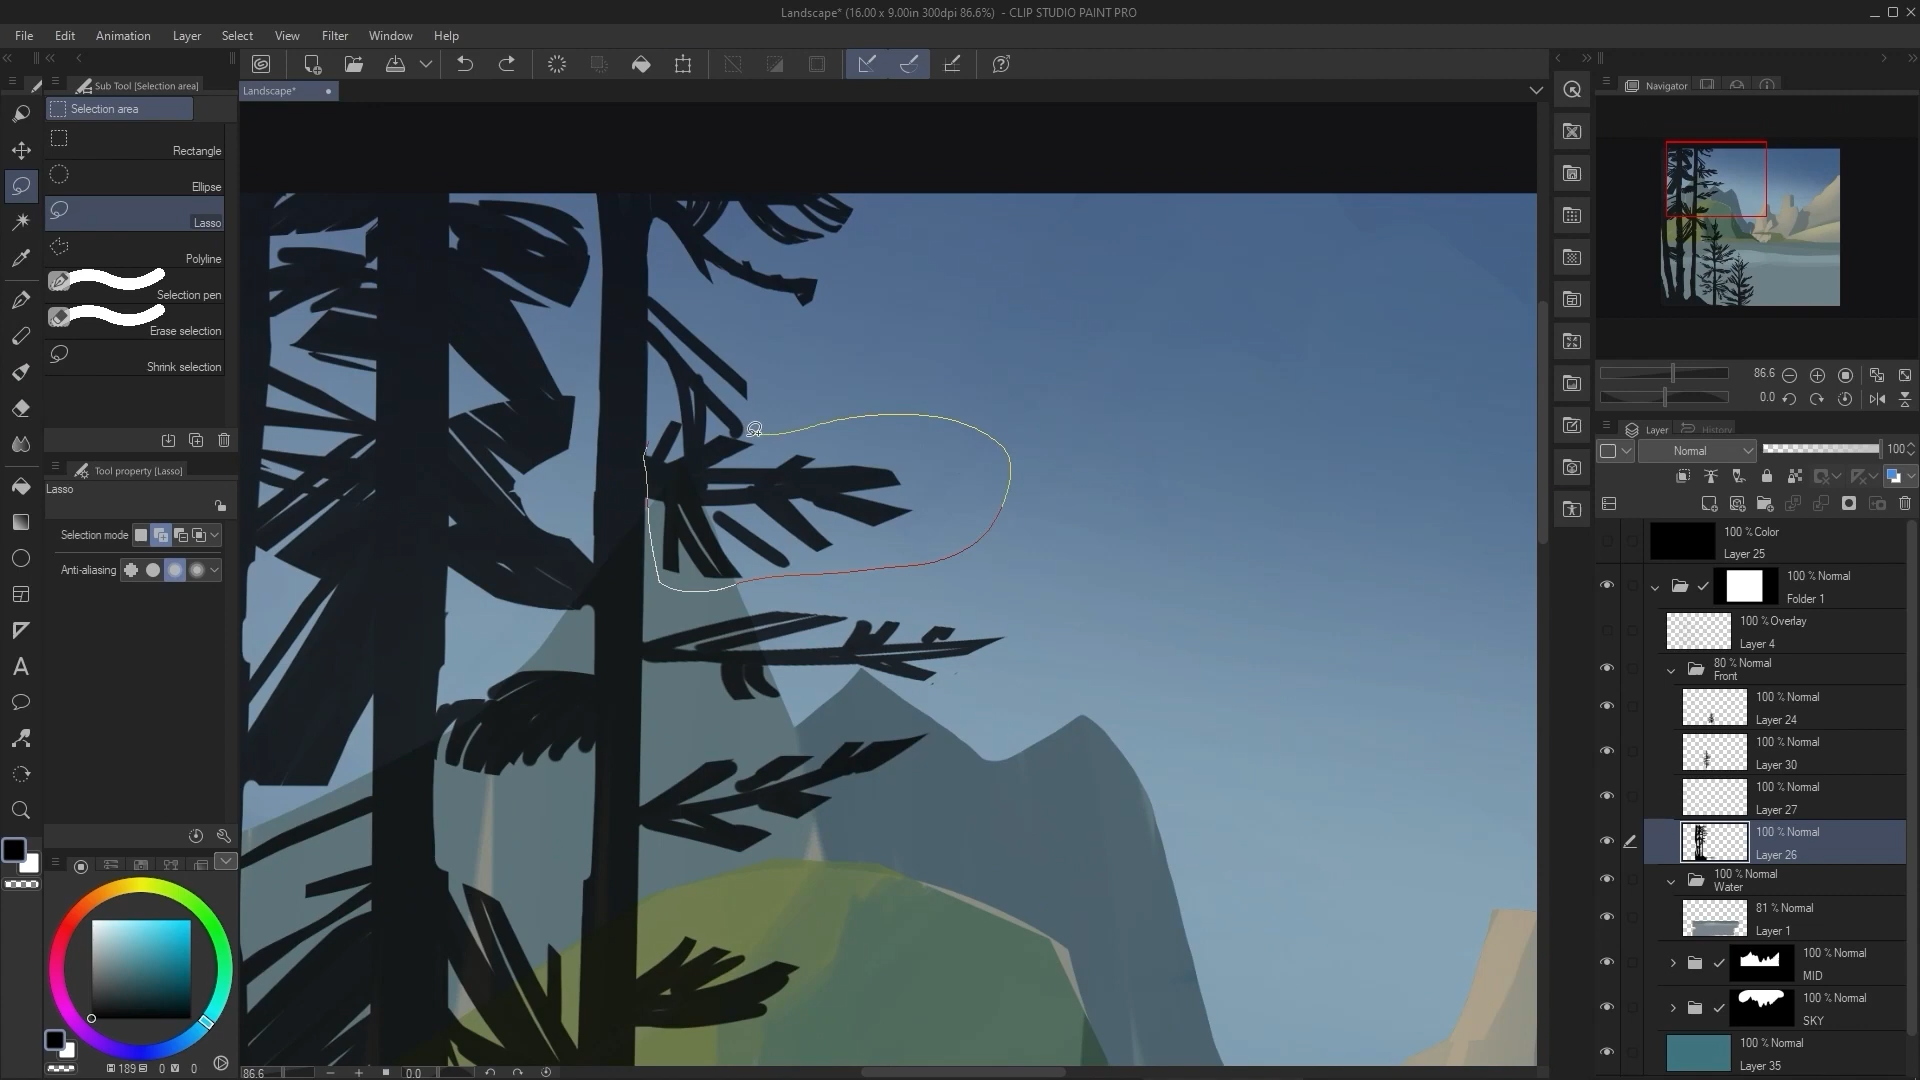 Landscape* (16.00 x 9.00in 300dpi 86.6%) - CLIP STUDIO PAINT PRO
File Edit Animation Layer Select View Filter Window Help
Sub Tool [Selection area]
Selection area
Rectangle
Ellipse
Lasso
Polyline
Selection pen
Erase selection
Shrink selection
Tool property [Lasso]
Lasso
Selection mode
Anti-aliasing
189 0 V 0
Landscape*
86.6 0.0
Navigator
86.6
0.0
Layer History
Normal 100
100 % Color
Layer 25
100 % Normal
Folder 1
100 % Overlay
Layer 4
80 % Normal
Front
100 % Normal
Layer 24
100 % Normal
Layer 30
100 % Normal
Layer 27
100 % Normal
Layer 26
100 % Normal
Water
81 % Normal
Layer 1
100 % Normal
MID
100 % Normal
SKY
100 % Normal
Layer 35